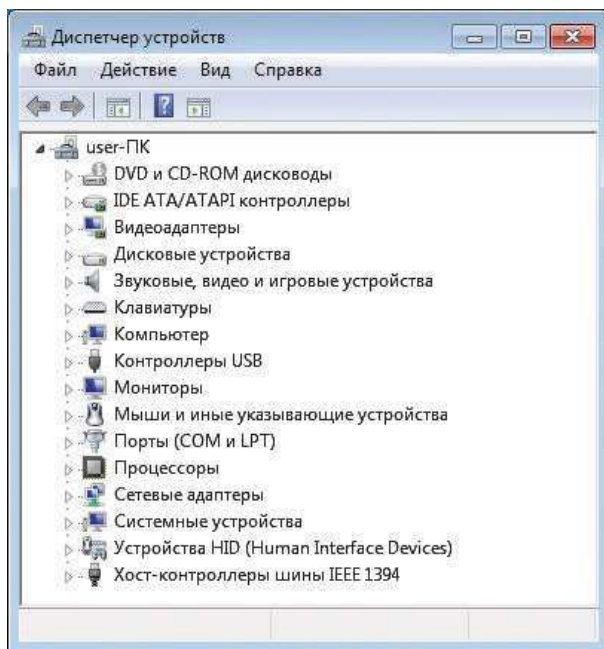 Диспетчер устройств
Файл Действие Вид Справка
user-ПК
DVD и CD-ROM дисководы
IDE ATA/ATAPI контроллеры
Видеоадаптеры
Дисковые устройства
Звуковые, видео и игровые устройства
Клавиатуры
Компьютер
Контроллеры USB
Мониторы
Мыши и иные указывающие устройства
Порты (COM и LPT)
Процессоры
Сетевые адаптеры
Системные устройства
Устройства HID (Human Interface Devices)
Хост-контроллеры шины IEEE 1394